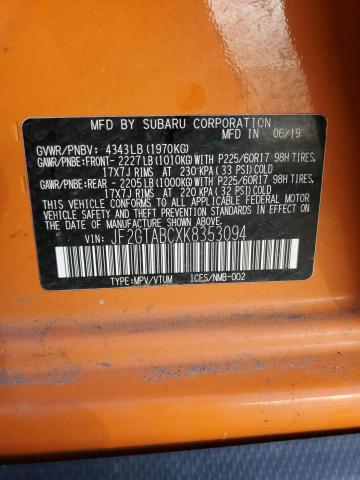 MFD BY SUBARU CORPORATION
MFD IN 06/19
GVWR/PNBV: 4343LB(1970KG)
GAWR/PNBE:FRONT- 2227LB(1010KG)WITH P225/60R17 98H TIRES,
17X7J RIMS AT 230 KPA(33 PSI)COLD
GAWR/PNBE:REAR - 2205LB(1000KG)WITH P225/60R17 98H TIRES,
17X7J RIMS AT 220 KPA(32 PSI)COLD
THIS VEHICLE CONFORMS TO ALL APPLICABLE
FEDERAL MOTOR VEHICLE SAFETY, BUMPER,
AND THEFT PREVENTION STANDARDS IN
EFFECT ON THE DATE OF MANUFACTURE
SHOWN ABOVE.
VIN: JF2GTABCXK8353094
TYPE:MPV/VTUM ICES/NMB-002